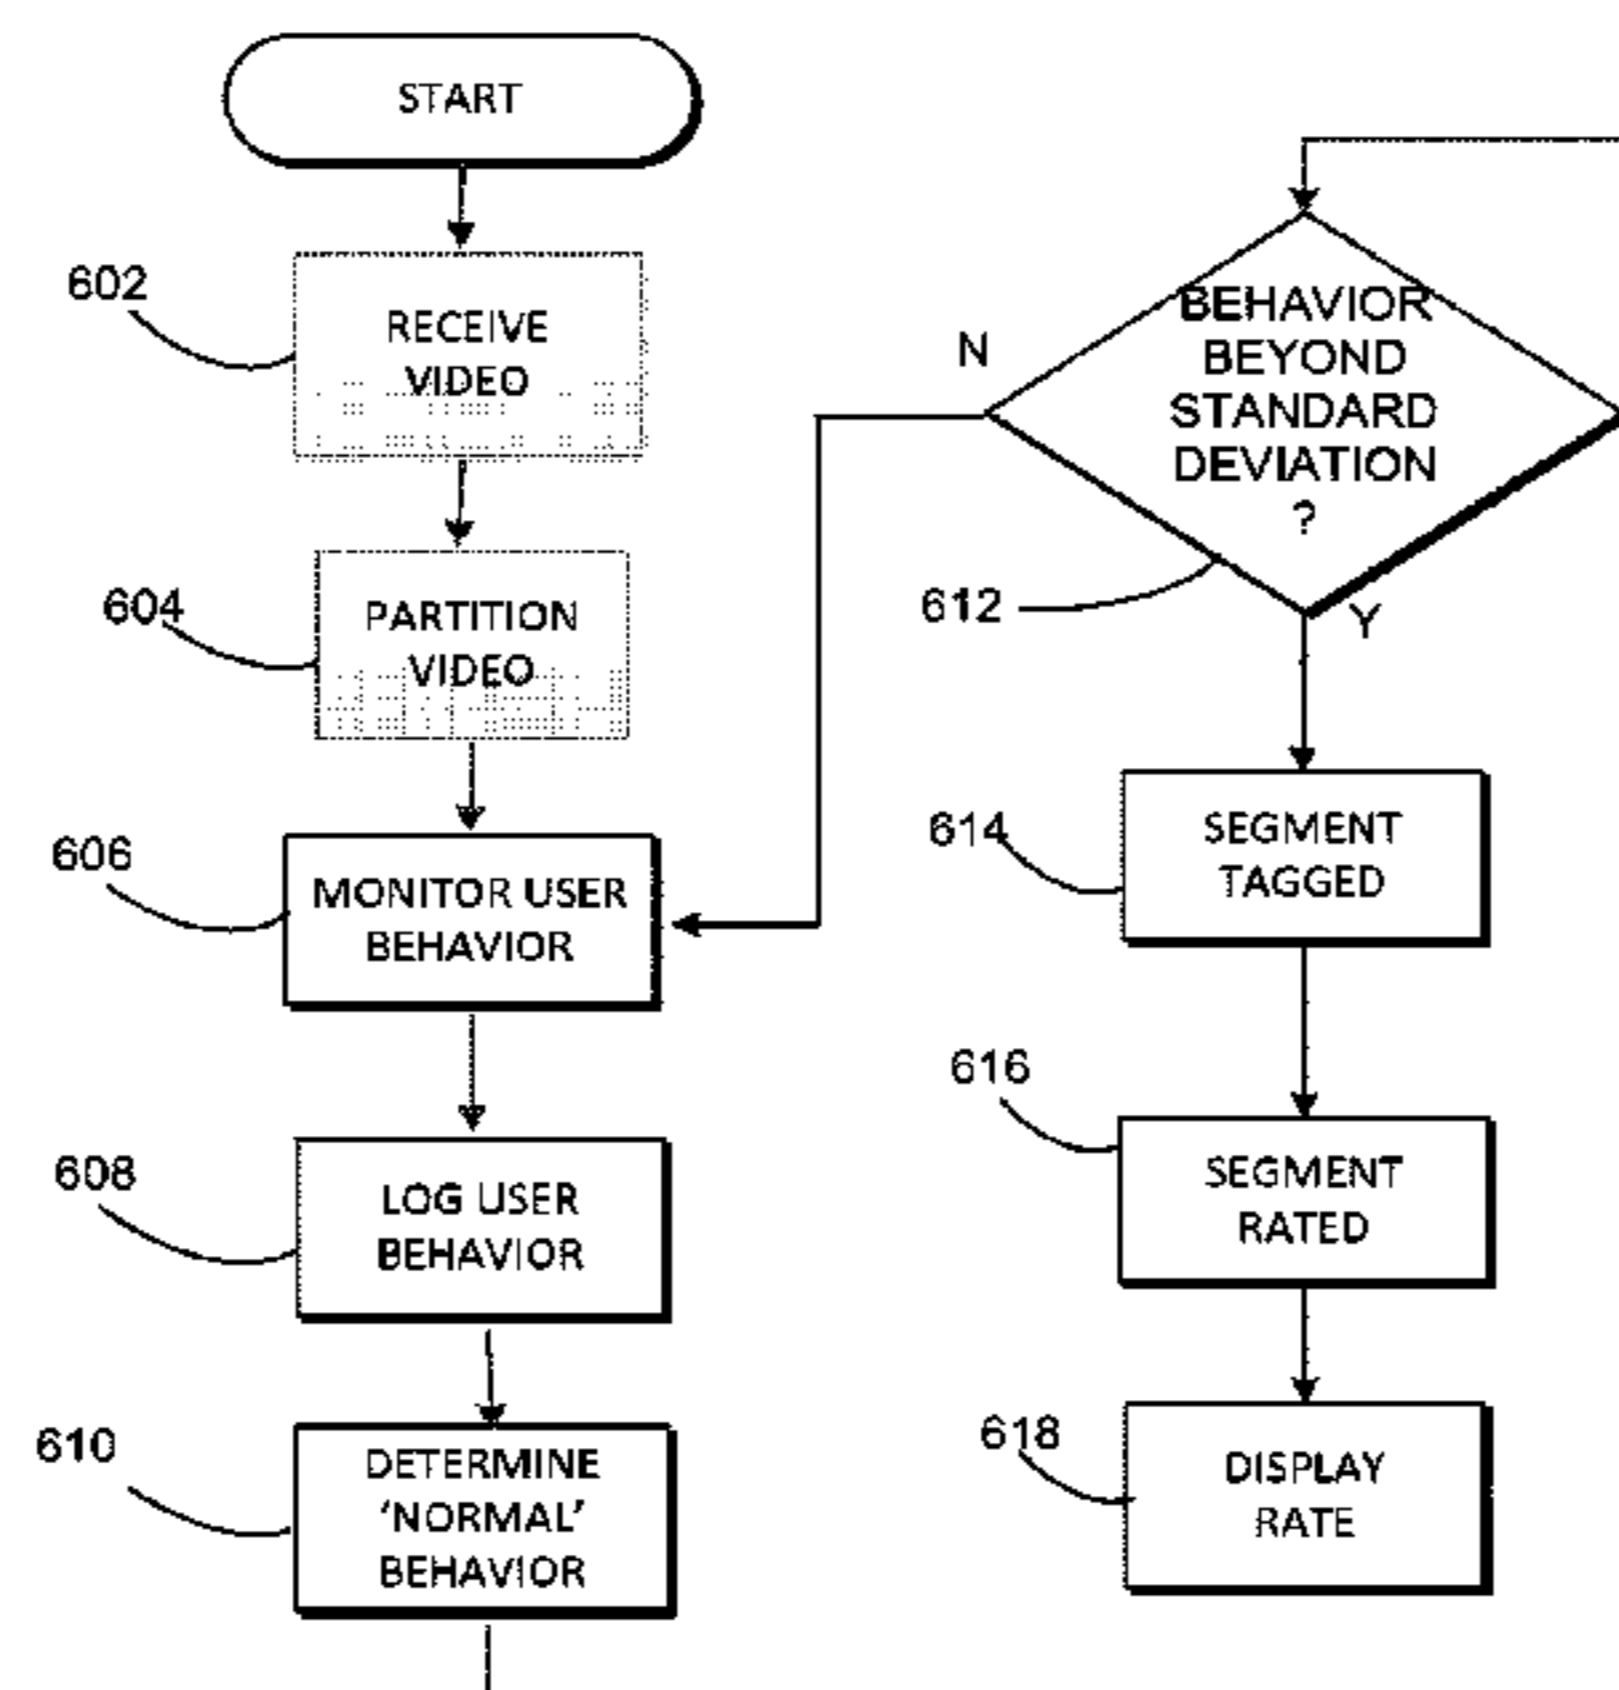 START
602
RECEIVE
VIDEO
604
PARTITION
VIDEO
606
MONITOR USER
BEHAVIOR
608
LOG USER
BEHAVIOR
610
DETERMINE
‘NORMAL’
BEHAVIOR
BEHAVIOR
BEYOND
STANDARD
DEVIATION
?
N
612
Y
614
SEGMENT
TAGGED
616
SEGMENT
RATED
618
DISPLAY
RATE